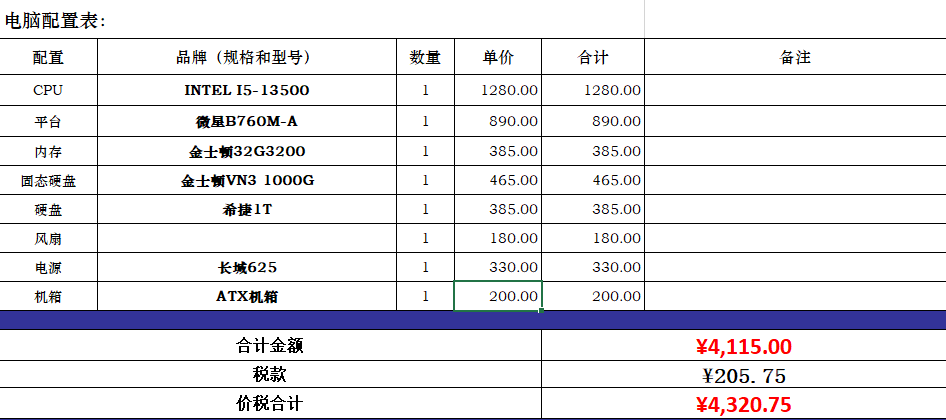 电脑配置表：
配置 品牌（规格和型号） 数量 单价 合计 备注
CPU INTEL I5-13500 1 1280.00 1280.00
平台 微星B760M-A 1 890.00 890.00
内存 金士顿32G3200 1 385.00 385.00
固态硬盘 金士顿VN3 1000G 1 465.00 465.00
硬盘 希捷1T 1 385.00 385.00
风扇 1 180.00 180.00
电源 长城625 1 330.00 330.00
机箱 ATX机箱 1 200.00 200.00
合计金额 ¥4,115.00
税款 ¥205.75
价税合计 ¥4,320.75